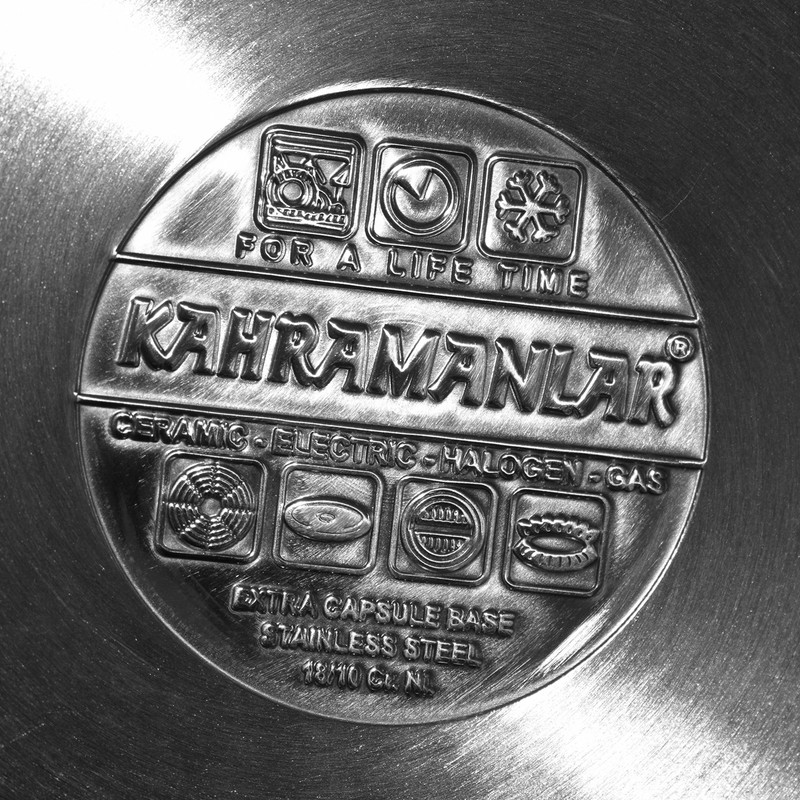 FOR A LIFE TIME
KAHRAMANLAR®
CERAMIC - ELECTRIC - HALOGEN - GAS
EXTRA CAPSULE BASE
STAINLESS STEEL
18/10 Cr. Ni.